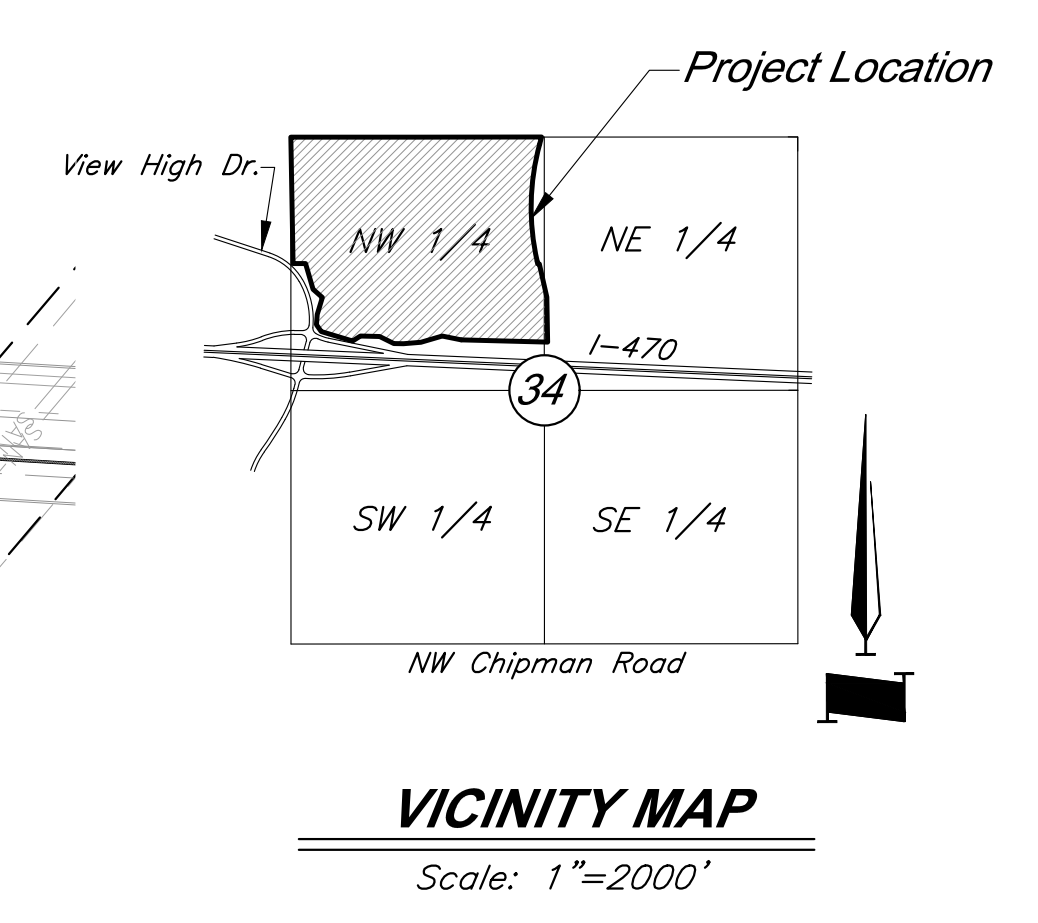 Project Location
View High Dr.
NW 1/4
NE 1/4
I-470
34
SW 1/4
SE 1/4
NW Chipman Road
VICINITY MAP
Scale: 1"=2000'